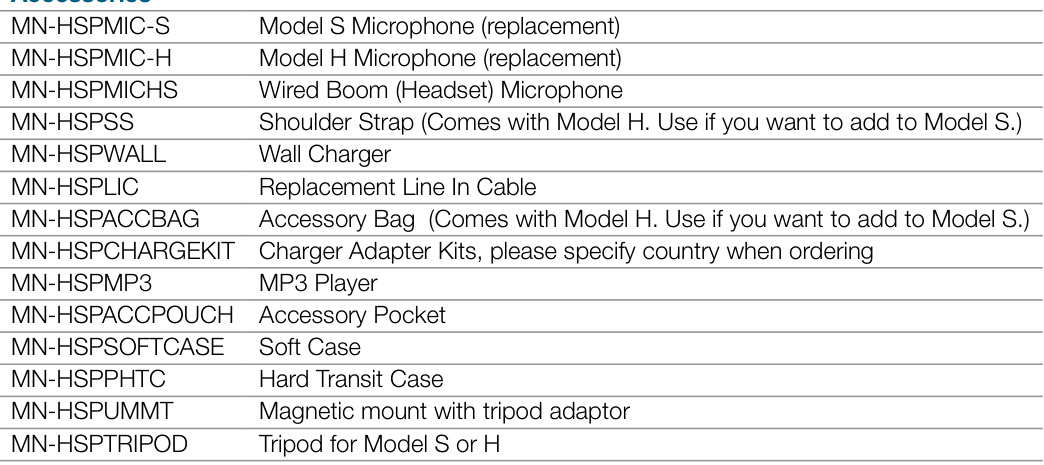 Accessories
MN-HSPMIC-S Model S Microphone (replacement)
MN-HSPMIC-H Model H Microphone (replacement)
MN-HSPMICHS Wired Boom (Headset) Microphone
MN-HSPSS Shoulder Strap (Comes with Model H. Use if you want to add to Model S.)
MN-HSPWALL Wall Charger
MN-HSPLIC Replacement Line In Cable
MN-HSPACCBAG Accessory Bag (Comes with Model H. Use if you want to add to Model S.)
MN-HSPCHARGEKIT Charger Adapter Kits, please specify country when ordering
MN-HSPMP3 MP3 Player
MN-HSPACCPOUCH Accessory Pocket
MN-HSPSOFTCASE Soft Case
MN-HSPPHTC Hard Transit Case
MN-HSPUMMT Magnetic mount with tripod adaptor
MN-HSPTRIPOD Tripod for Model S or H